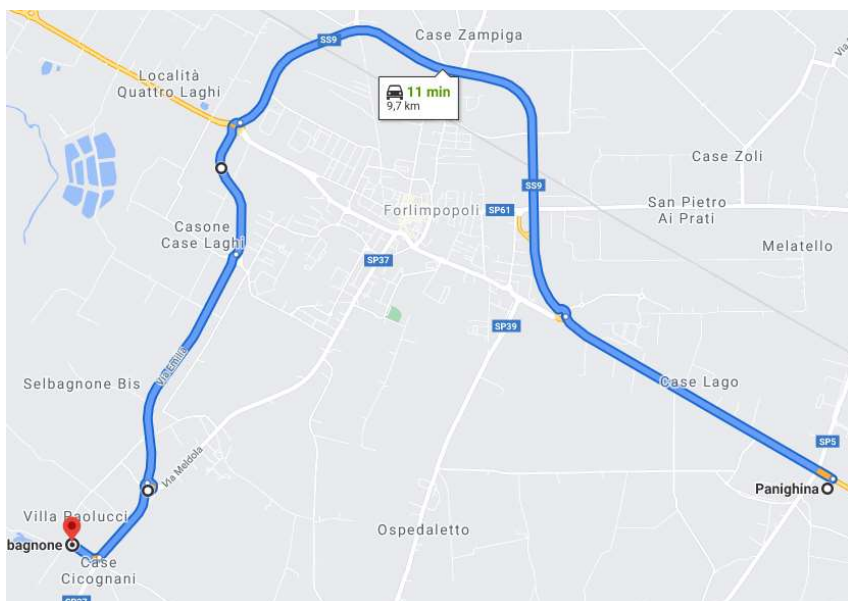 SS9
Case Zampiga
Località
Quattro Laghi
11 min
9,7 km
Case Zoli
SS9
San Pietro
Ai Prati
Forlimpopoli
SP61
Casone
Case Laghi
Melatello
SP37
SP39
Selbagnone Bis
Case Lago
SP5
Via Meldola
Panighina
Villa Paolucci
bagnone
Ospedaletto
Case
Cicognani
SP37